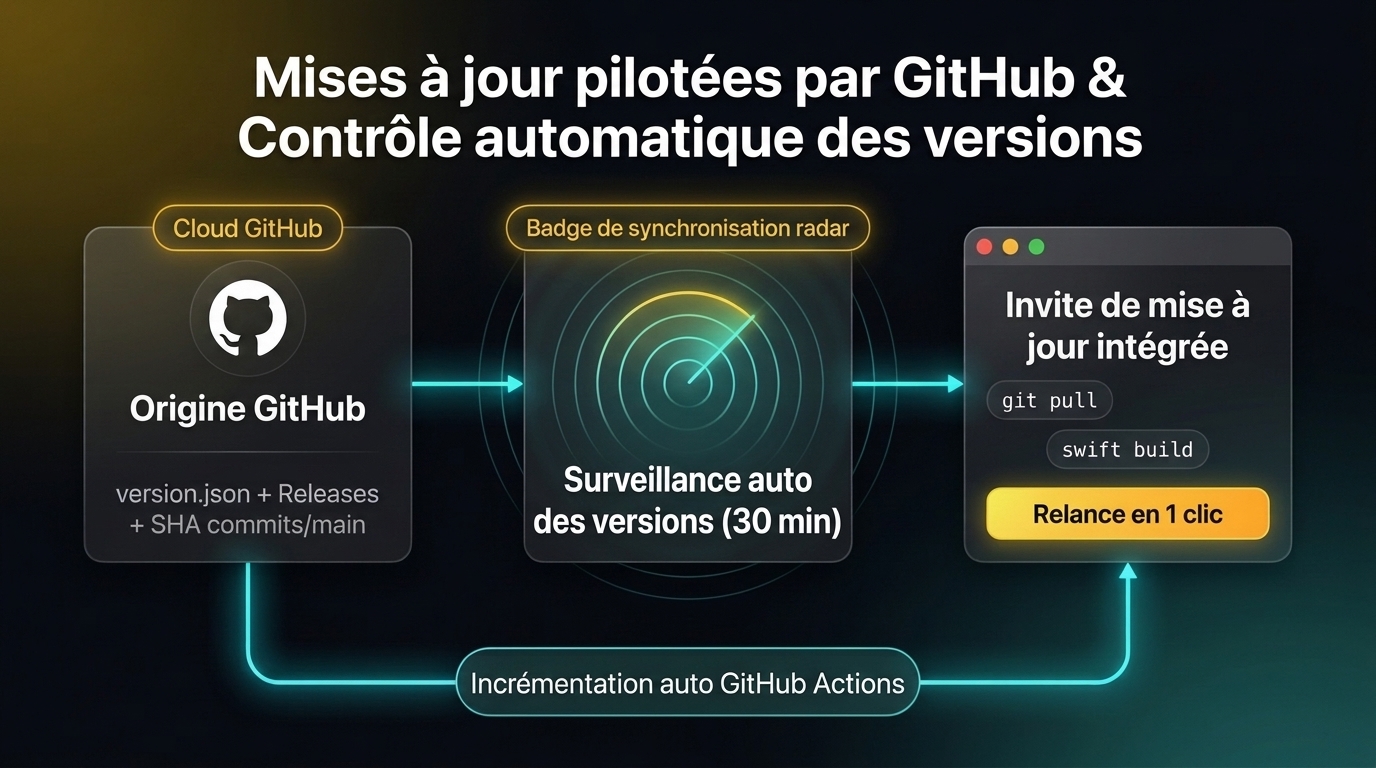 Mises à jour pilotées par GitHub &
Contrôle automatique des versions
Cloud GitHub
Origine GitHub
version.json + Releases
+ SHA commits/main
Badge de synchronisation radar
Surveillance auto
des versions (30 min)
Invite de mise à
jour intégrée
git pull
swift build
Relance en 1 clic
Incrémentation auto GitHub Actions